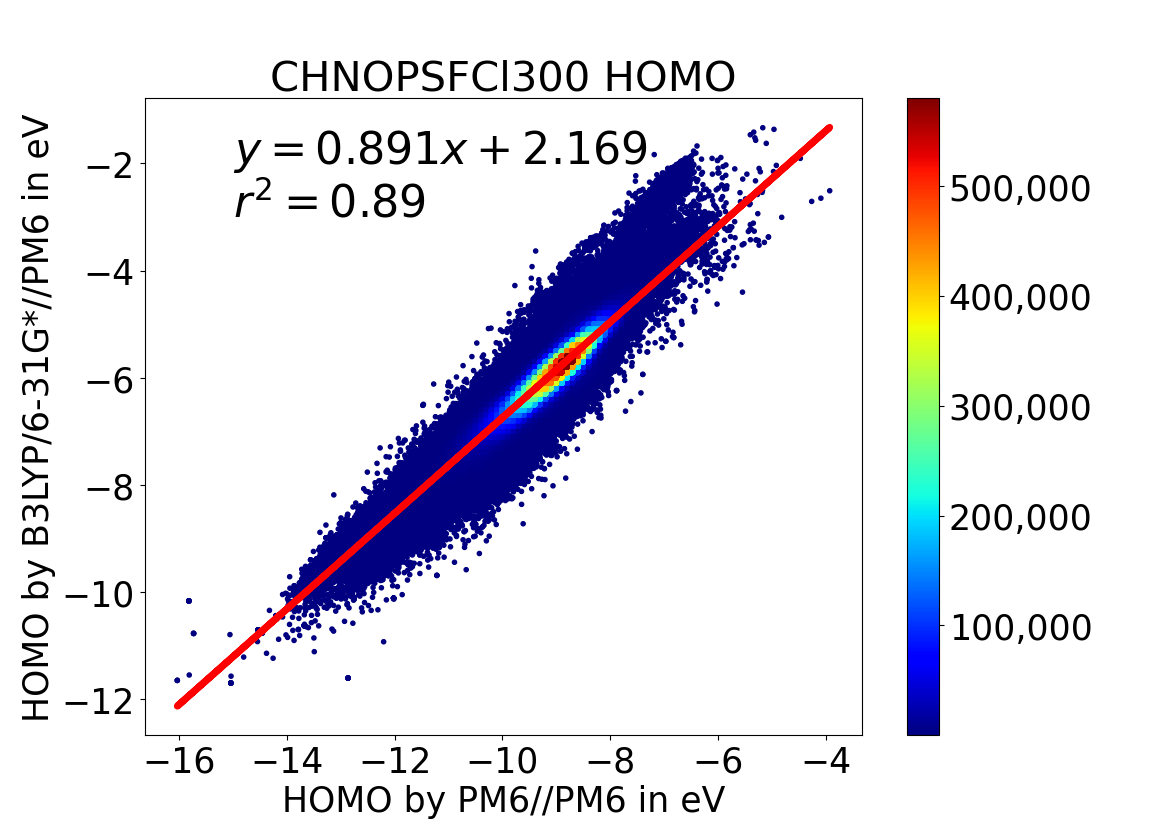 CHNOPSFCl300 HOMO
y = 0.891x + 2.169
r² = 0.89
HOMO by B3LYP/6-31G*//PM6 in eV
−2
−4
−6
−8
−10
−12
−16 −14 −12 −10 −8 −6 −4
HOMO by PM6//PM6 in eV
500,000
400,000
300,000
200,000
100,000